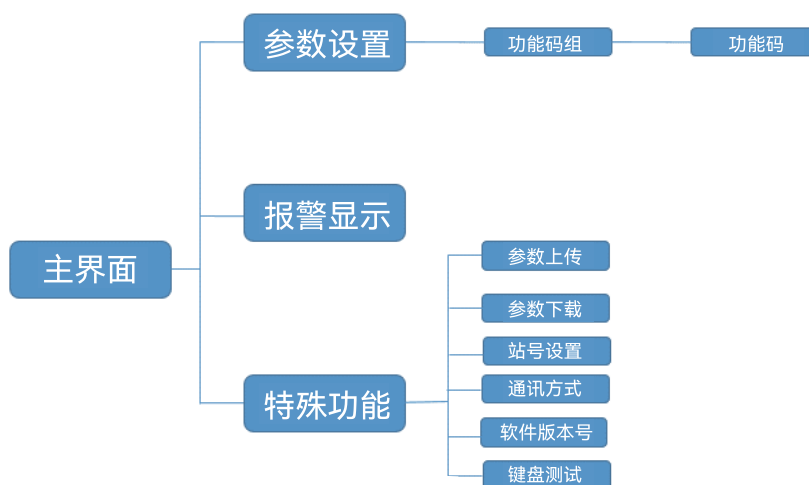 参数设置
功能码组
功能码
报警显示
主界面
特殊功能
参数上传
参数下载
站号设置
通讯方式
软件版本号
键盘测试